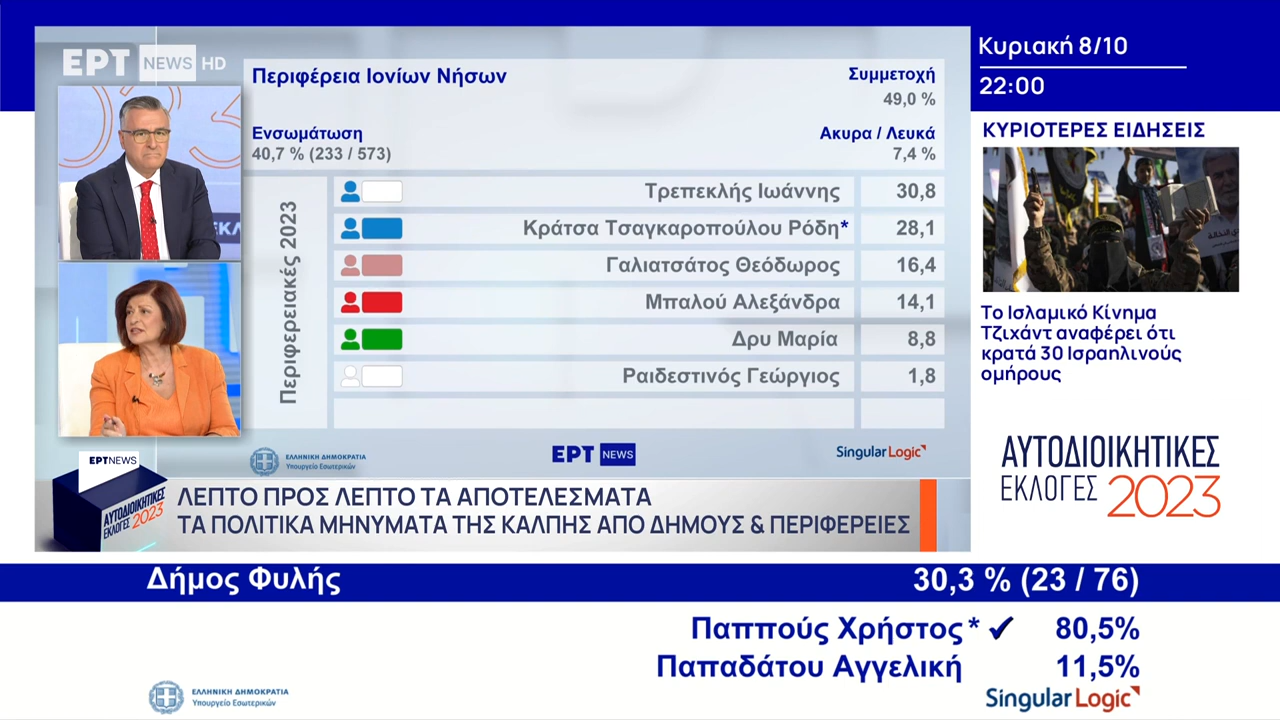 ΕΡΤ NEWS HD
Περιφέρεια Ιονίων Νήσων
Συμμετοχή
49,0 %
Ενσωμάτωση
40,7 % (233 / 573)
Ακυρα / Λευκά
7,4 %
Περιφερειακές 2023
Τρεπεκλής Ιωάννης 30,8
Κράτσα Τσαγκαροπούλου Ρόδη* 28,1
Γαλιατσάτος Θεόδωρος 16,4
Μπαλού Αλεξάνδρα 14,1
Δρυ Μαρία 8,8
Ραιδεστινός Γεώργιος 1,8
ΕΛΛΗΝΙΚΗ ΔΗΜΟΚΡΑΤΙΑ
Υπουργείο Εσωτερικών
ΕΡΤ NEWS
SingularLogic
ΕΡΤNEWS
ΑΥΤΟΔΙΟΙΚΗΤΙΚΕΣ
ΕΚΛΟΓΕΣ 2023
ΛΕΠΤΟ ΠΡΟΣ ΛΕΠΤΟ ΤΑ ΑΠΟΤΕΛΕΣΜΑΤΑ
ΤΑ ΠΟΛΙΤΙΚΑ ΜΗΝΥΜΑΤΑ ΤΗΣ ΚΑΛΠΗΣ ΑΠΟ ΔΗΜΟΥΣ & ΠΕΡΙΦΕΡΕΙΕΣ
Κυριακή 8/10
22:00
ΚΥΡΙΟΤΕΡΕΣ ΕΙΔΗΣΕΙΣ
Το Ισλαμικό Κίνημα
Τζιχάντ αναφέρει ότι
κρατά 30 Ισραηλινούς
ομήρους
ΑΥΤΟΔΙΟΙΚΗΤΙΚΕΣ
ΕΚΛΟΓΕΣ 2023
Δήμος Φυλής 30,3 % (23 / 76)
Παππούς Χρήστος* ✓ 80,5%
Παπαδάτου Αγγελική 11,5%
ΕΛΛΗΝΙΚΗ ΔΗΜΟΚΡΑΤΙΑ
Υπουργείο Εσωτερικών
SingularLogic